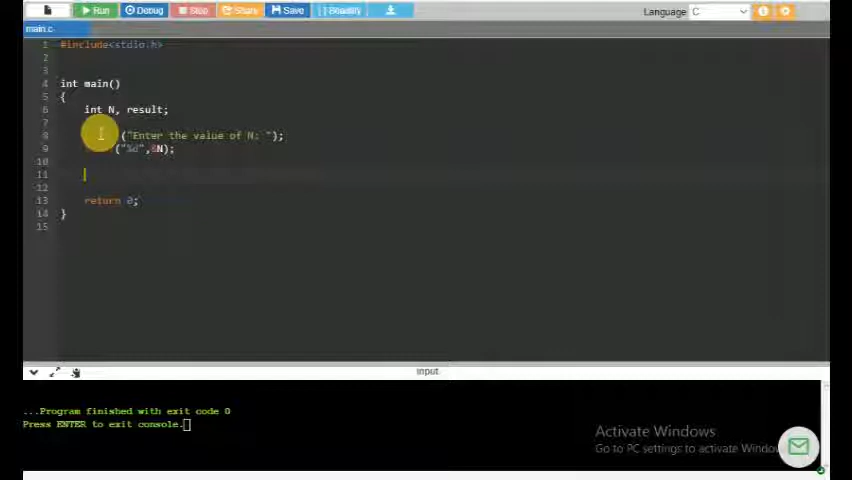 Run Debug Stop Share Save { } Beautify Language C
main.c
1 #include<stdio.h>
2
3
4 int main()
5 {
6 int N, result;
7
8 ("Enter the value of N: ");
9 ("%d",&N);
10
11
12
13 return 0;
14 }
15
input
...Program finished with exit code 0
Press ENTER to exit console.
Activate Windows
Go to PC settings to activate Windo